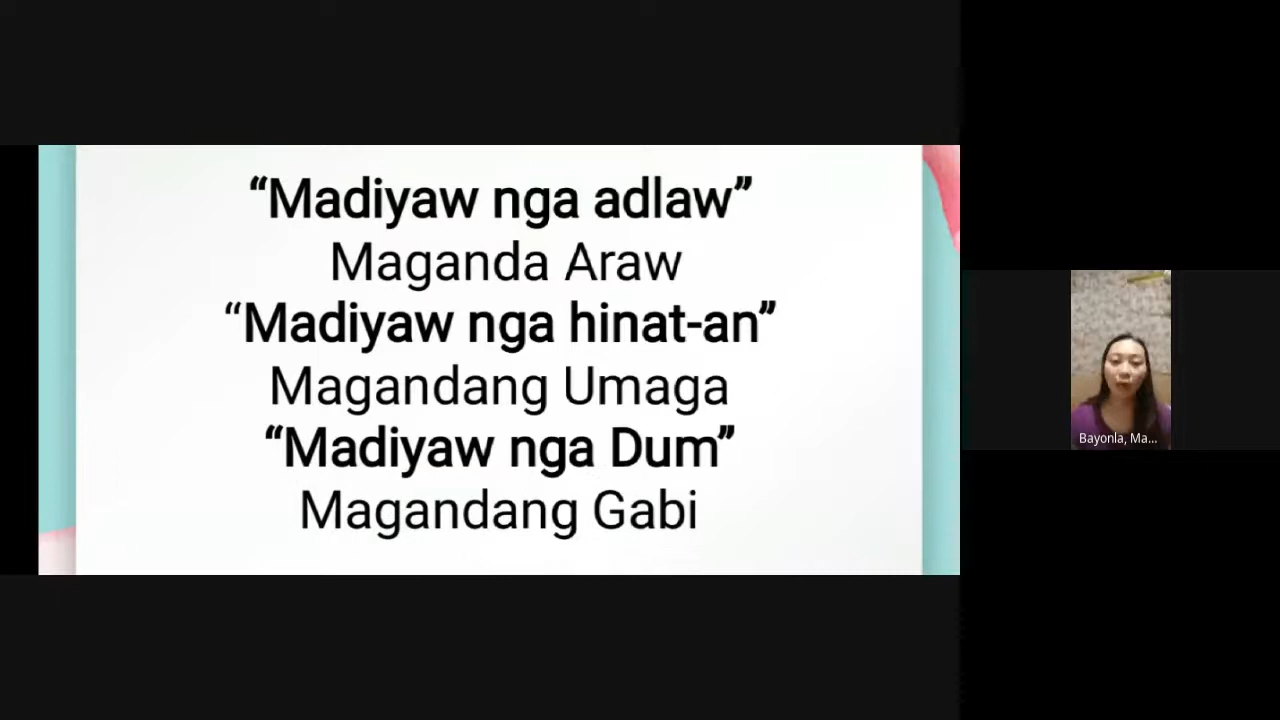 “Madiyaw nga adlaw”
Maganda Araw
“Madiyaw nga hinat-an”
Magandang Umaga
“Madiyaw nga Dum”
Magandang Gabi
Bayonla, Ma...